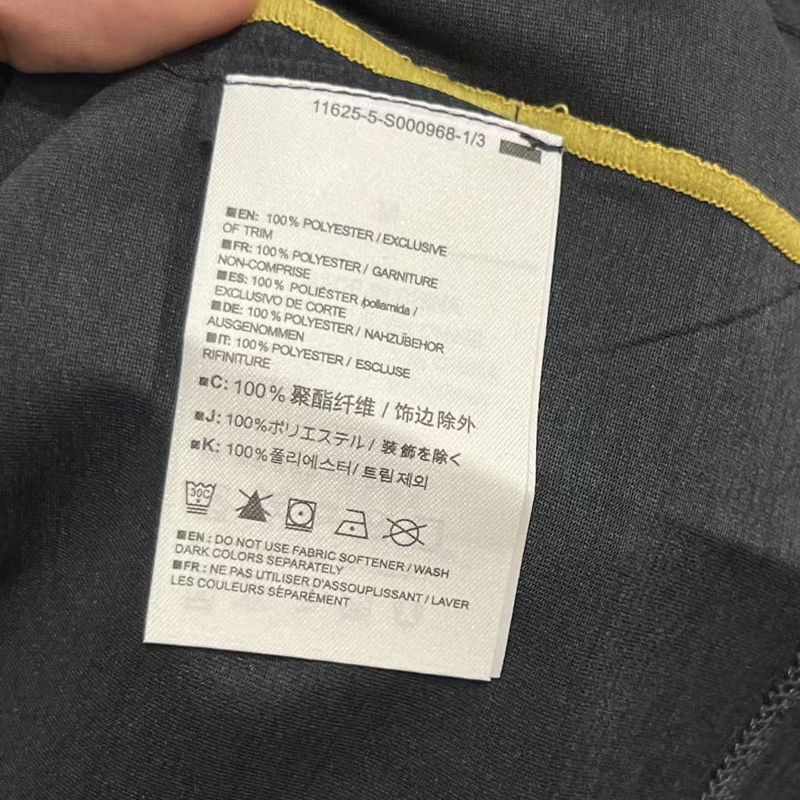 11625-5-S000968-1/3
EN: 100% POLYESTER / EXCLUSIVE
OF TRIM
FR: 100% POLYESTER / GARNITURE
NON-COMPRISE
ES: 100% POLIÉSTER /poliamida /
EXCLUSIVO DE CORTE
DE: 100% POLYESTER / NAHZÜBEHOR
AUSGENOMMEN
IT: 100% POLYESTER / ESCLUSE
RIFINITURE
C: 100% 聚酯纤维 / 饰边除外
J: 100%ポリエステル / 装飾を除く
K: 100%폴리에스터/ 트림 제외
30C
EN : DO NOT USE FABRIC SOFTENER / WASH
DARK COLORS SEPARATELY
FR : NE PAS UTILISER D'ASSOUPLISSANT / LAVER
LES COULEURS SÉPARÉMENT